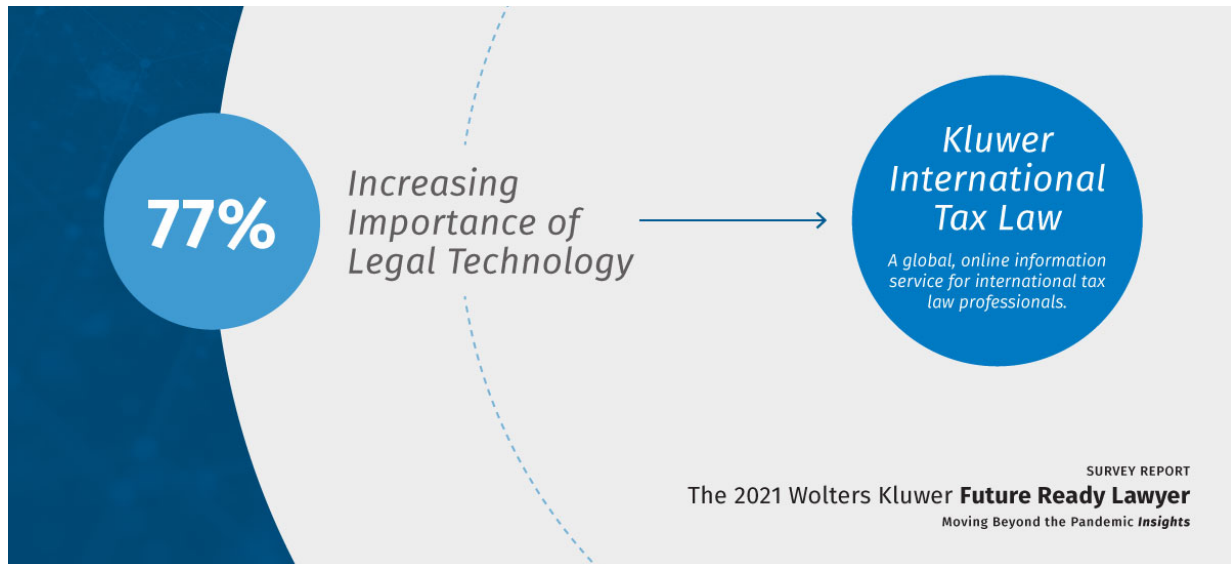 77%
Increasing
Importance of
Legal Technology
Kluwer
International
Tax Law
A global, online information
service for international tax
law professionals.
SURVEY REPORT
The 2021 Wolters Kluwer Future Ready Lawyer
Moving Beyond the Pandemic Insights